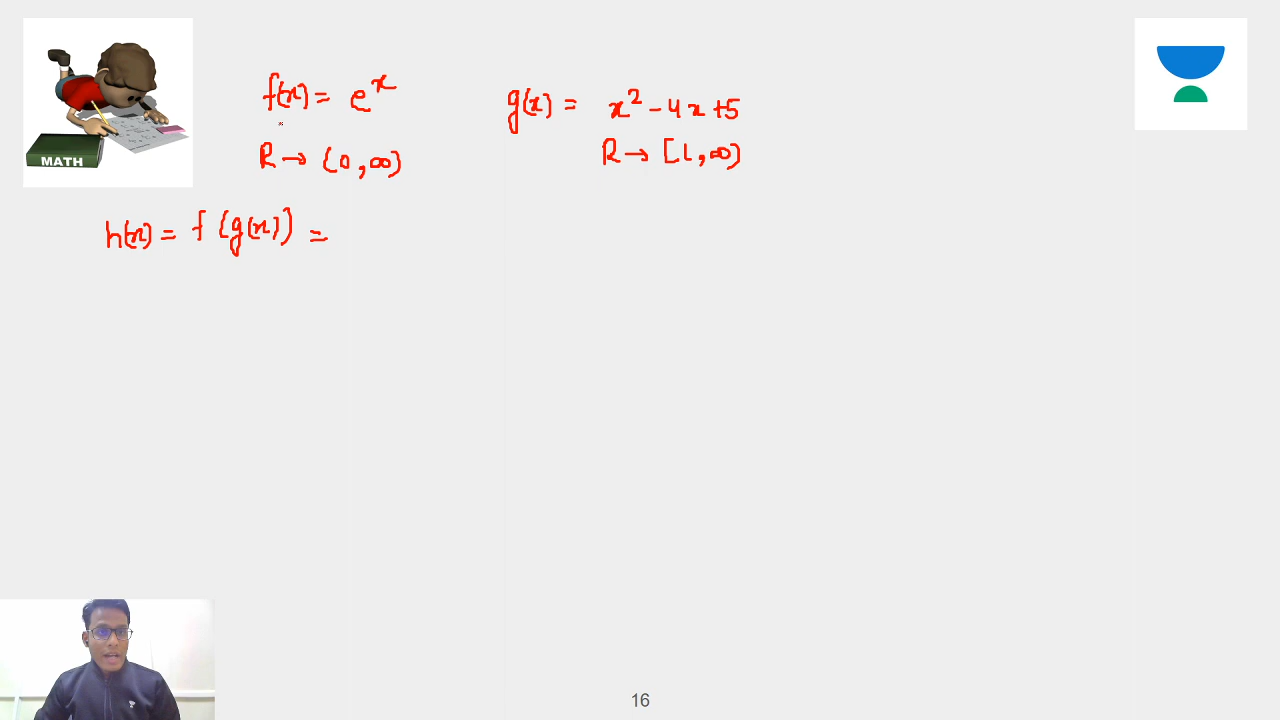 f(x) = e^x
g(x) = x² - 4x + 5
R → (0, ∞)
R → [1, ∞)
MATH
h(x) = f(g(x)) =
16